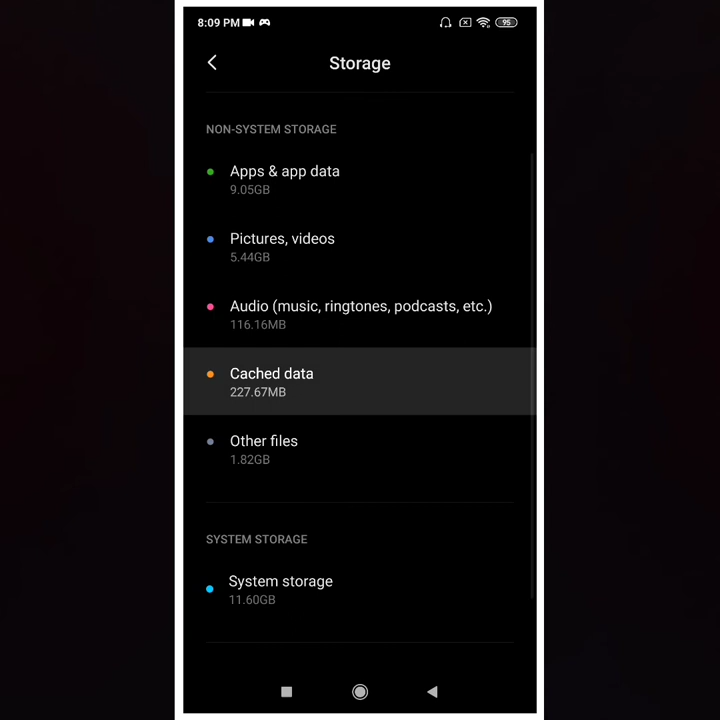 8:09 PM
95
Storage
NON-SYSTEM STORAGE
Apps & app data
9.05GB
Pictures, videos
5.44GB
Audio (music, ringtones, podcasts, etc.)
116.16MB
Cached data
227.67MB
Other files
1.82GB
SYSTEM STORAGE
System storage
11.60GB